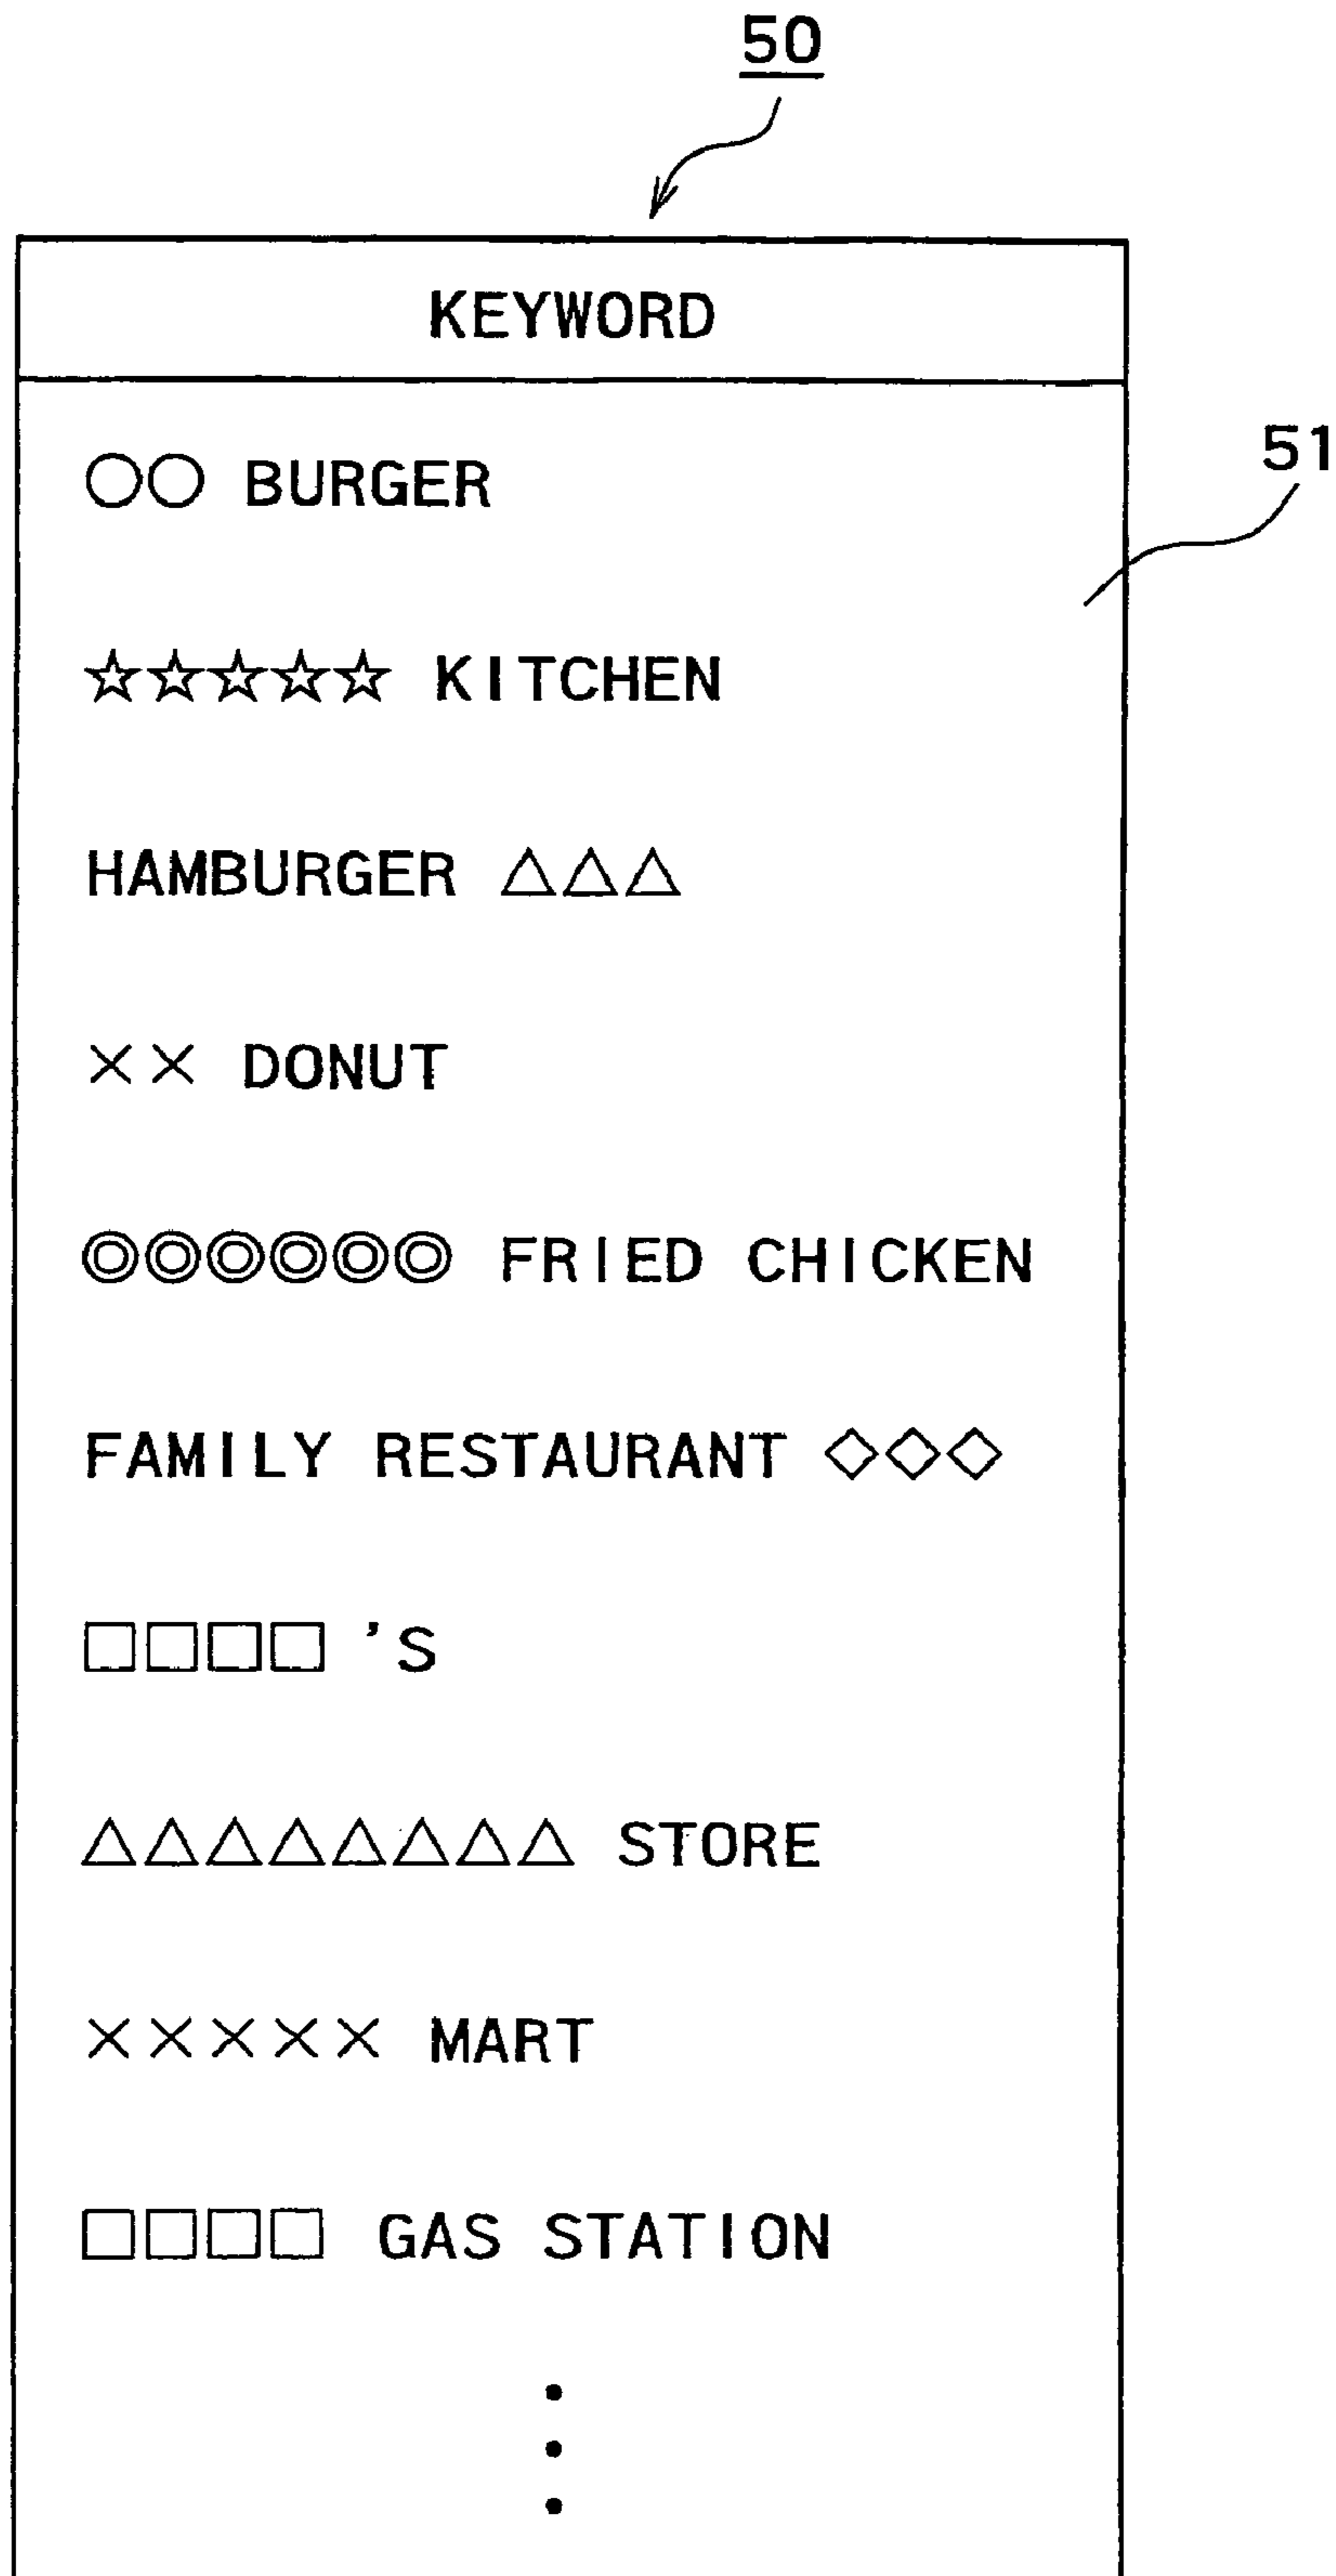 50
KEYWORD
51
○○ BURGER
☆☆☆☆☆ KITCHEN
HAMBURGER △△△
×× DONUT
◎◎◎◎◎◎ FRIED CHICKEN
FAMILY RESTAURANT ◇◇◇
□□□□ 'S
△△△△△△△△ STORE
××××× MART
□□□□ GAS STATION